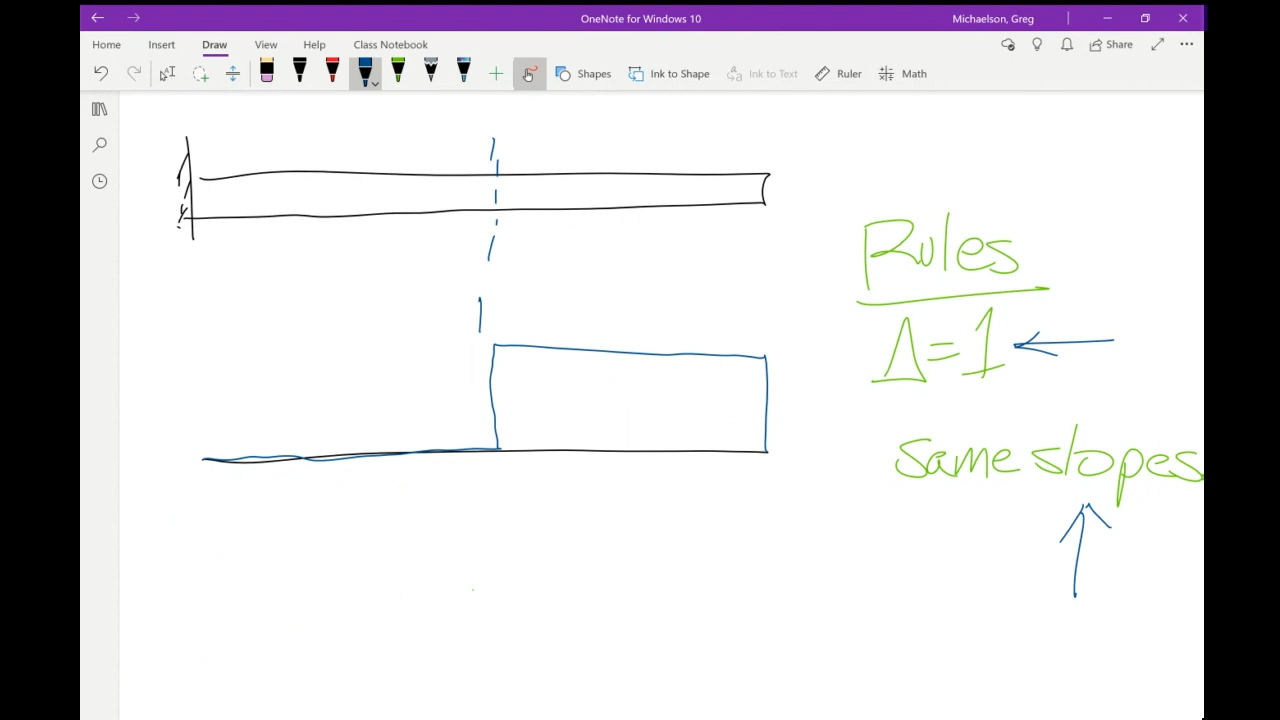 OneNote for Windows 10
Michaelson, Greg
Home Insert Draw View Help Class Notebook
Share
Shapes Ink to Shape Ink to Text Ruler Math
Rules
Δ = 1
same slopes